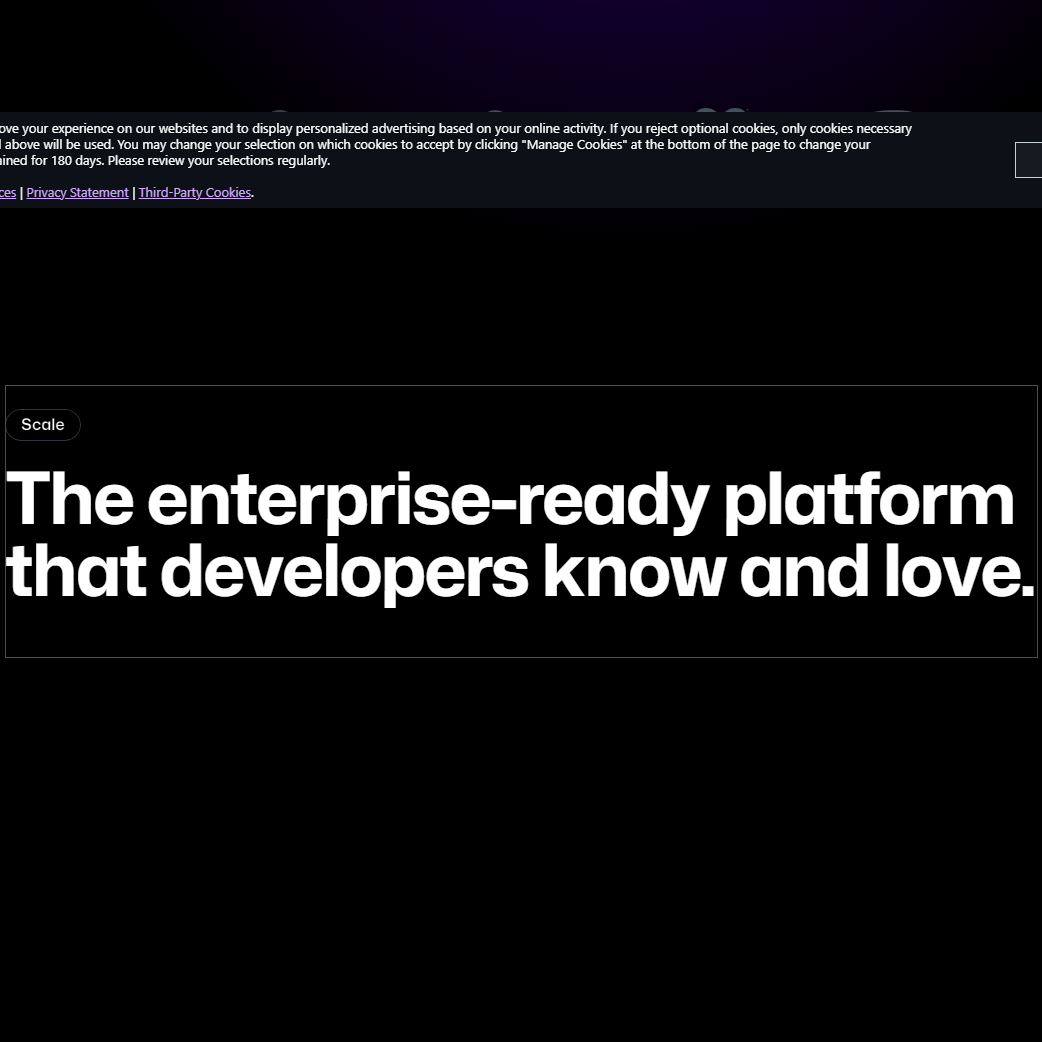 ove your experience on our websites and to display personalized advertising based on your online activity. If you reject optional cookies, only cookies necessary
above will be used. You may change your selection on which cookies to accept by clicking "Manage Cookies" at the bottom of the page to change your
ained for 180 days. Please review your selections regularly.
ces | Privacy Statement | Third-Party Cookies.
Scale
The enterprise-ready platform
that developers know and love.